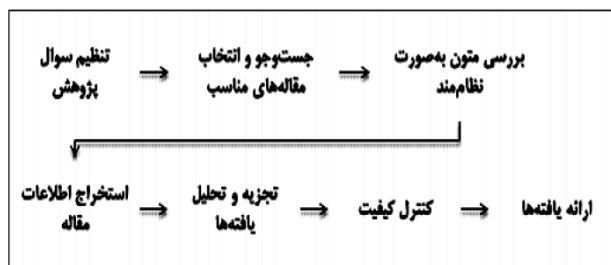 تنظیم سوال
پژوهش
جست‌وجو و انتخاب
مقاله‌های مناسب
بررسی متون به‌صورت
نظام‌مند
استخراج اطلاعات
مقاله
تجزیه و تحلیل
یافته‌ها
کنترل کیفیت
ارائه یافته‌ها